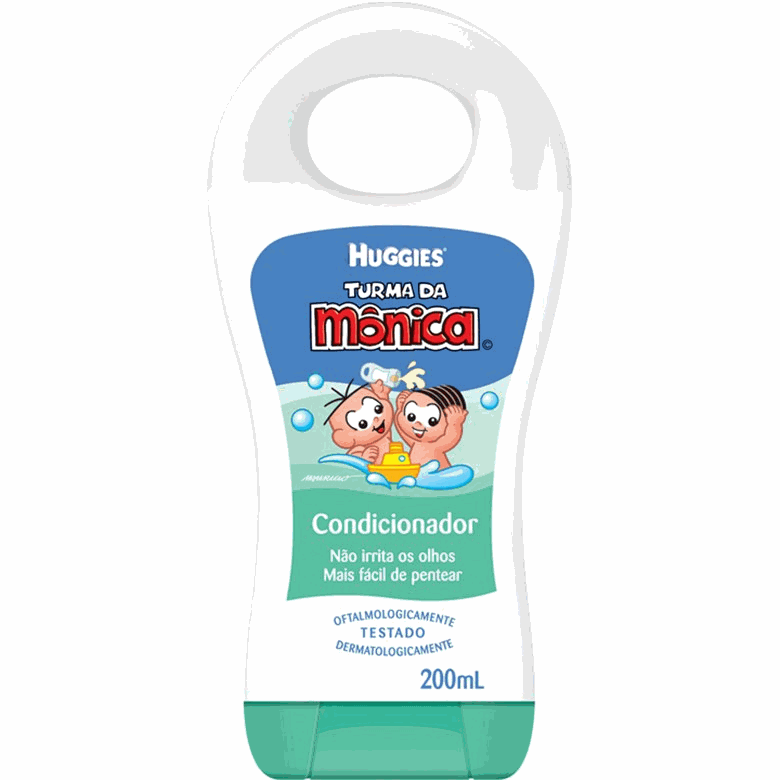 HUGGIES
TURMA DA
MÔNICA
©
Condicionador
Não irrita os olhos
Mais fácil de pentear
OFTALMOLOGICAMENTE
TESTADO
DERMATOLOGICAMENTE
200mL